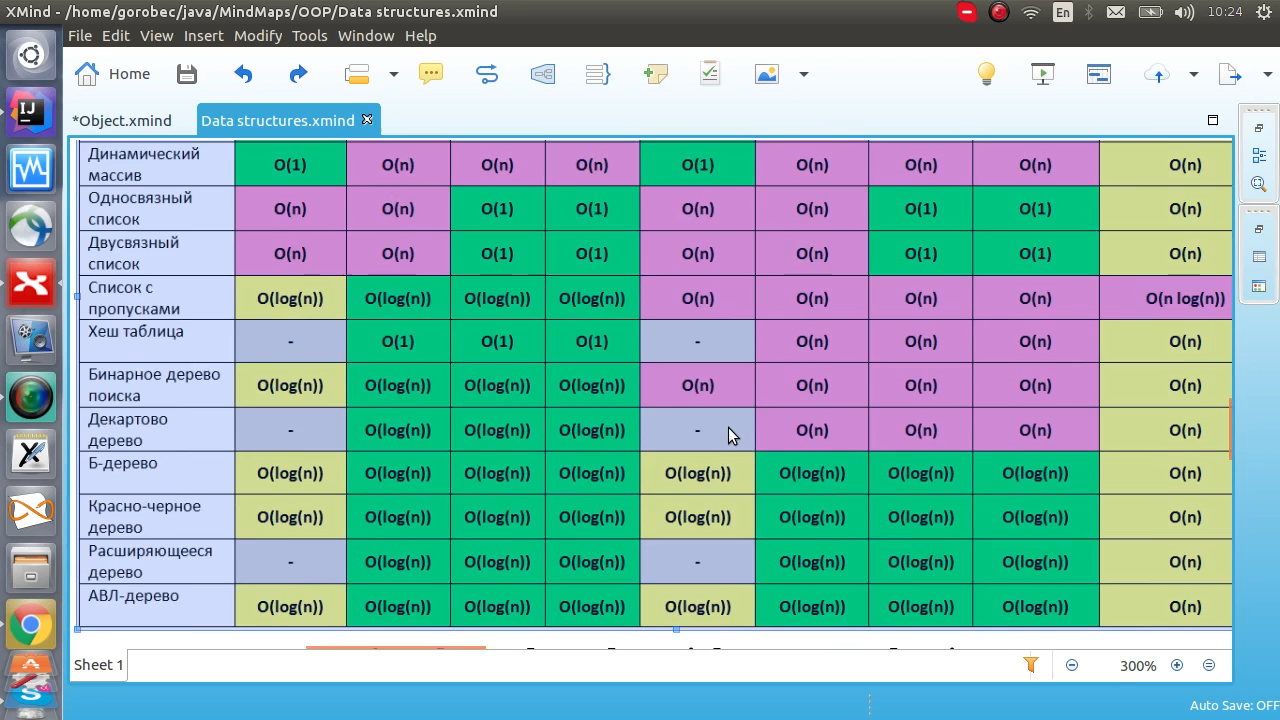 XMind - /home/gorobec/java/MindMaps/OOP/Data structures.xmind
En
10:24
File Edit View Insert Modify Tools Window Help
Home
*Object.xmind Data structures.xmind
Динамический
массив
O(1) O(n) O(n) O(n) O(1) O(n) O(n) O(n) O(n)
Односвязный
список
O(n) O(n) O(1) O(1) O(n) O(n) O(1) O(1) O(n)
Двусвязный
список
O(n) O(n) O(1) O(1) O(n) O(n) O(1) O(1) O(n)
Список с
пропусками
O(log(n)) O(log(n)) O(log(n)) O(log(n)) O(n) O(n) O(n) O(n) O(n log(n))
Хеш таблица
- O(1) O(1) O(1) - O(n) O(n) O(n) O(n)
Бинарное дерево
поиска
O(log(n)) O(log(n)) O(log(n)) O(log(n)) O(n) O(n) O(n) O(n) O(n)
Декартово
дерево
- O(log(n)) O(log(n)) O(log(n)) - O(n) O(n) O(n) O(n)
Б-дерево
O(log(n)) O(log(n)) O(log(n)) O(log(n)) O(log(n)) O(log(n)) O(log(n)) O(log(n)) O(n)
Красно-черное
дерево
O(log(n)) O(log(n)) O(log(n)) O(log(n)) O(log(n)) O(log(n)) O(log(n)) O(log(n)) O(n)
Расширяющееся
дерево
- O(log(n)) O(log(n)) O(log(n)) - O(log(n)) O(log(n)) O(log(n)) O(n)
АВЛ-дерево
O(log(n)) O(log(n)) O(log(n)) O(log(n)) O(log(n)) O(log(n)) O(log(n)) O(log(n)) O(n)
Sheet 1
300%
Auto Save: OFF